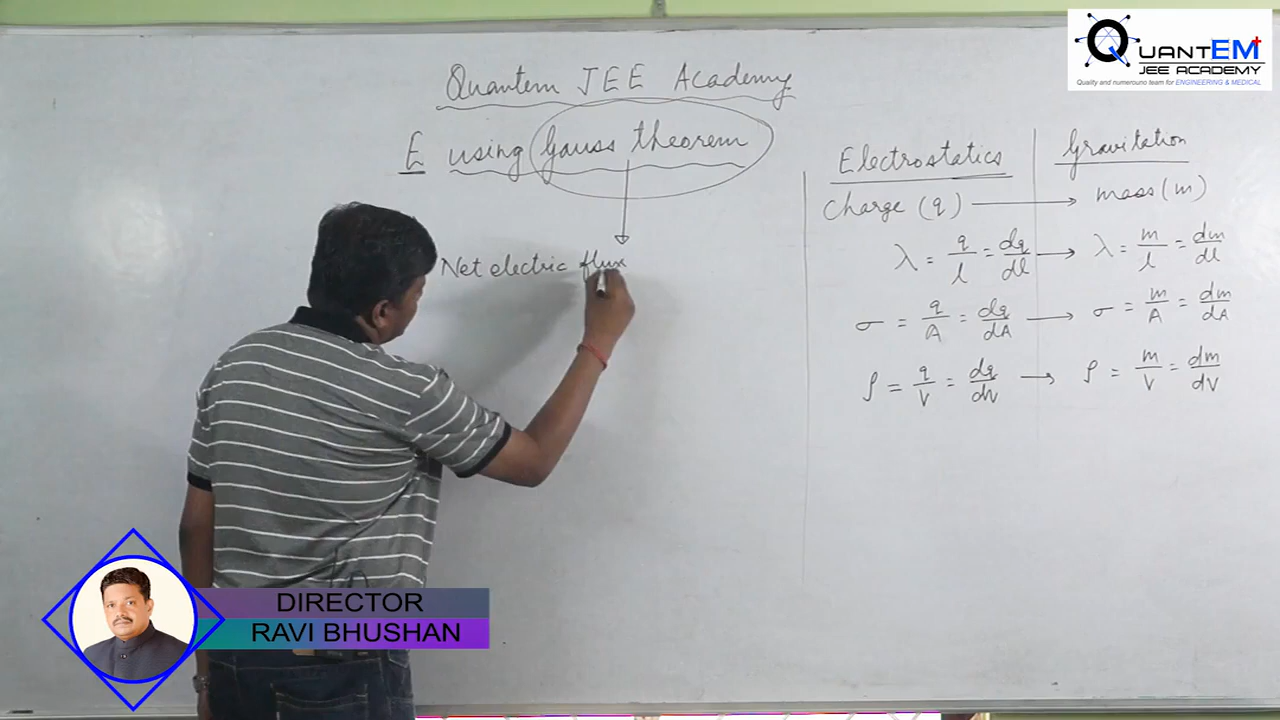 QUANTEM
JEE ACADEMY
Quality and numerouno team for ENGINEERING & MEDICAL
Quantem JEE Academy
E using Gauss theorem
Net electric flux
Electrostatics Gravitation
Charge (q) → mass (m)
λ = q/l = dq/dl → λ = m/l = dm/dl
σ = q/A = dq/dA → σ = m/A = dm/dA
ρ = q/V = dq/dV → ρ = m/V = dm/dV
DIRECTOR
RAVI BHUSHAN